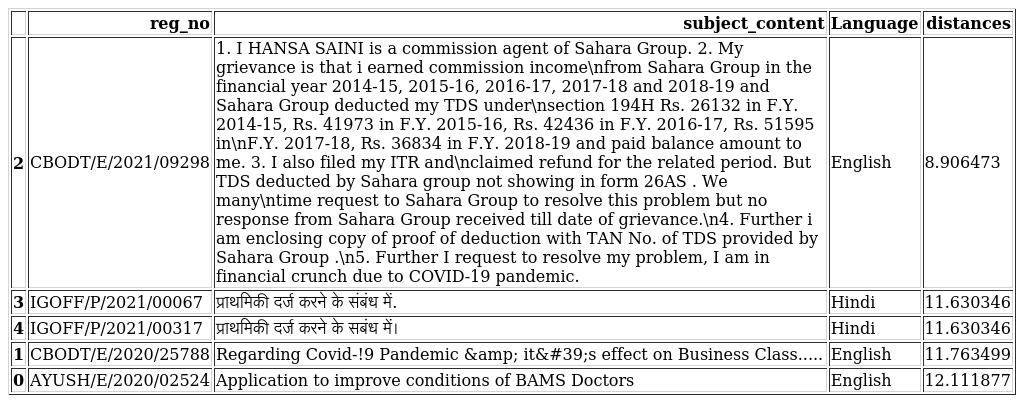 reg_no subject_content Language distances
1. I HANSA SAINI is a commission agent of Sahara Group. 2. My
grievance is that i earned commission income\nfrom Sahara Group in the
financial year 2014-15, 2015-16, 2016-17, 2017-18 and 2018-19 and
Sahara Group deducted my TDS under\nsection 194H Rs. 26132 in F.Y.
2014-15, Rs. 41973 in F.Y. 2015-16, Rs. 42436 in F.Y. 2016-17, Rs. 51595
in\nF.Y. 2017-18, Rs. 36834 in F.Y. 2018-19 and paid balance amount to
2 CBODT/E/2021/09298 me. 3. I also filed my ITR and\nclaimed refund for the related period. But English 8.906473
TDS deducted by Sahara group not showing in form 26AS . We
many\ntime request to Sahara Group to resolve this problem but no
response from Sahara Group received till date of grievance.\n4. Further i
am enclosing copy of proof of deduction with TAN No. of TDS provided by
Sahara Group .\n5. Further I request to resolve my problem, I am in
financial crunch due to COVID-19 pandemic.
3 IGOFF/P/2021/00067 प्राथमिकी दर्ज करने के संबंध में. Hindi 11.630346
4 IGOFF/P/2021/00317 प्राथमिकी दर्ज करने के सबंध में। Hindi 11.630346
1 CBODT/E/2020/25788 Regarding Covid-!9 Pandemic &amp; it&#39;s effect on Business Class..... English 11.763499
0 AYUSH/E/2020/02524 Application to improve conditions of BAMS Doctors English 12.111877